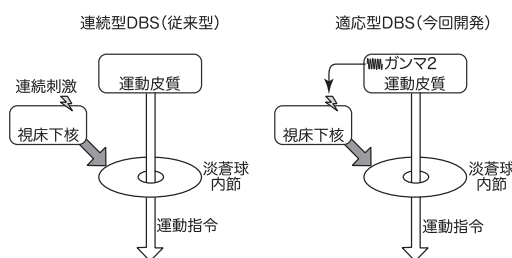 連続型DBS(従来型)
連続刺激
運動皮質
視床下核
淡蒼球
内節
運動指令
適応型DBS(今回開発)
ガンマ2
運動皮質
視床下核
淡蒼球
内節
運動指令